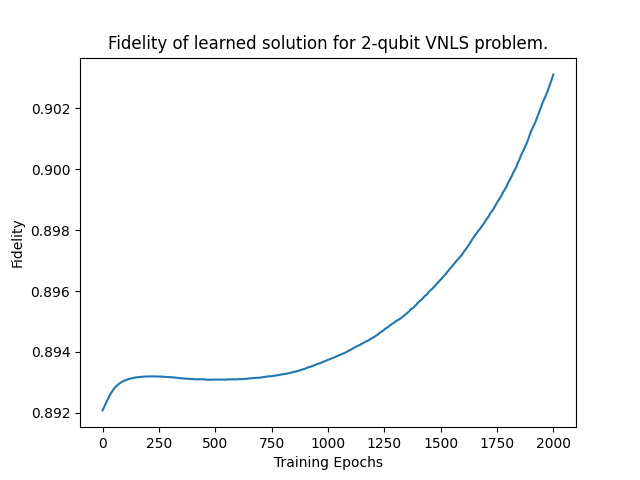 Fidelity of learned solution for 2-qubit VNLS problem.
0.902
0.900
0.898
0.896
0.894
0.892
Fidelity
0 250 500 750 1000 1250 1500 1750 2000
Training Epochs